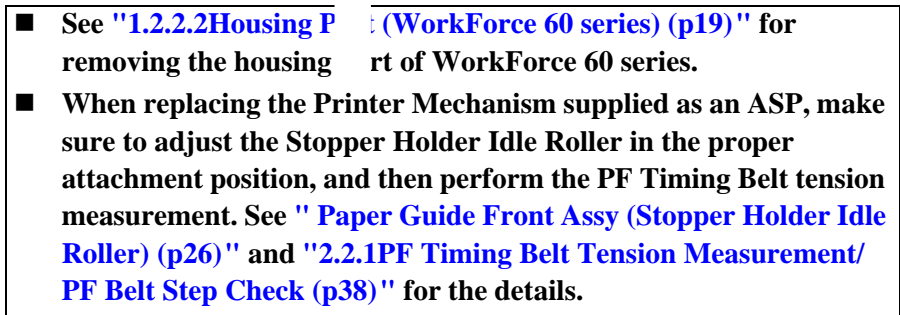 ■ See "1.2.2.2Housing (WorkForce 60 series) (p19)" for
removing the housing of WorkForce 60 series.
■ When replacing the Printer Mechanism supplied as an ASP, make
sure to adjust the Stopper Holder Idle Roller in the proper
attachment position, and then perform the PF Timing Belt tension
measurement. See " Paper Guide Front Assy (Stopper Holder Idle
Roller) (p26)" and "2.2.1PF Timing Belt Tension Measurement/
PF Belt Step Check (p38)" for the details.